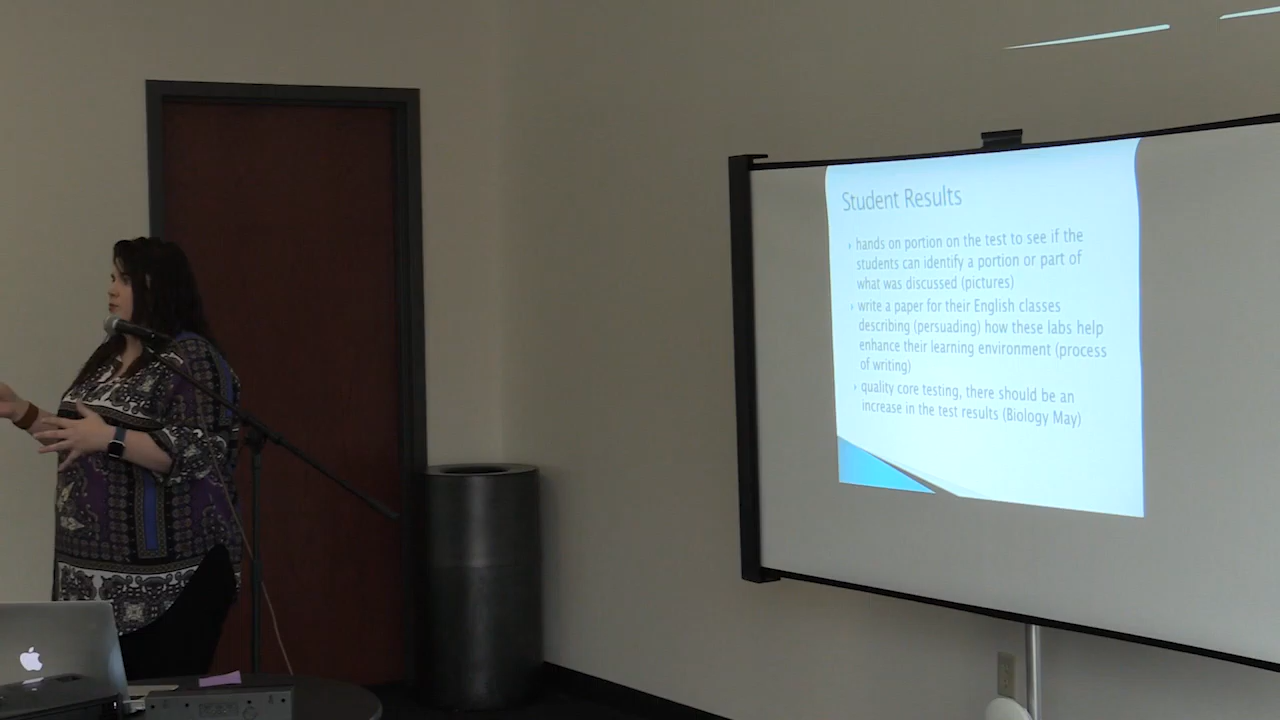 Student Results
hands on portion on the test to see if the
students can identify a portion or part of
what was discussed (pictures)
write a paper for their English classes
describing (persuading) how these labs help
enhance their learning environment (process
of writing)
quality core testing, there should be an
increase in the test results (Biology May)